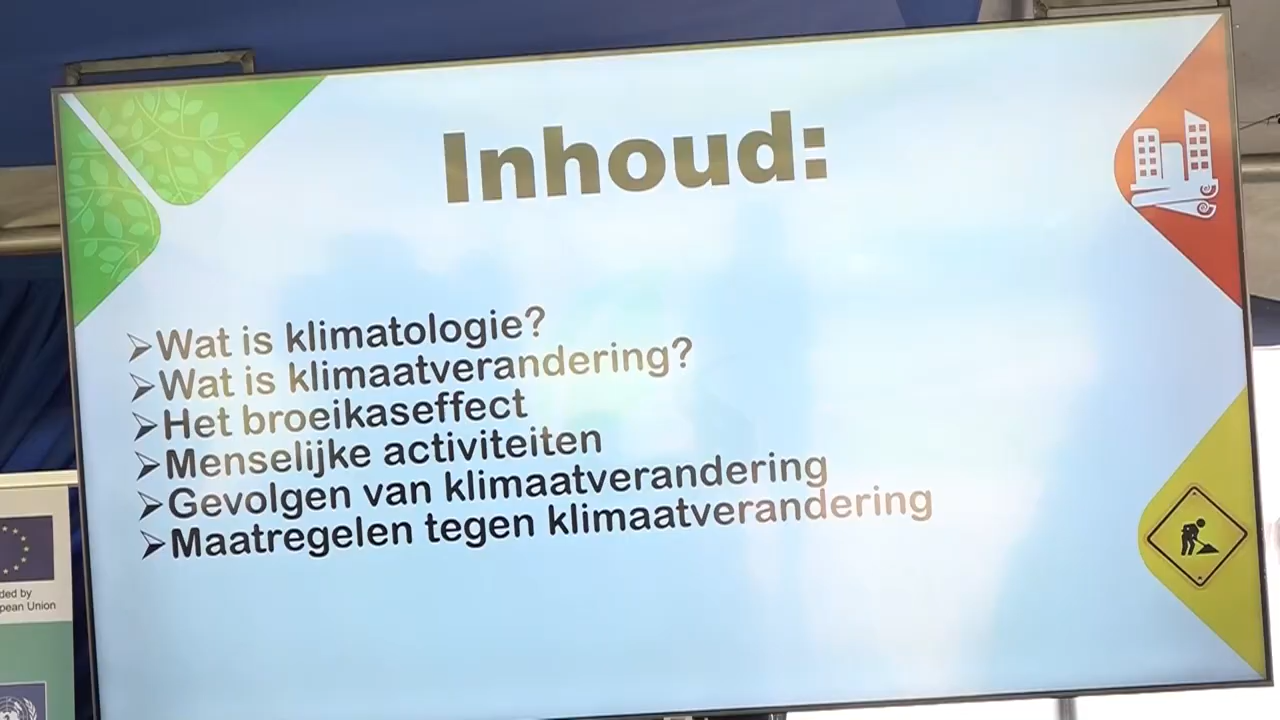 Inhoud:
➢Wat is klimatologie?
➢Wat is klimaatverandering?
➢Het broeikaseffect
➢Menselijke activiteiten
➢Gevolgen van klimaatverandering
➢Maatregelen tegen klimaatverandering
ded by
pean Union